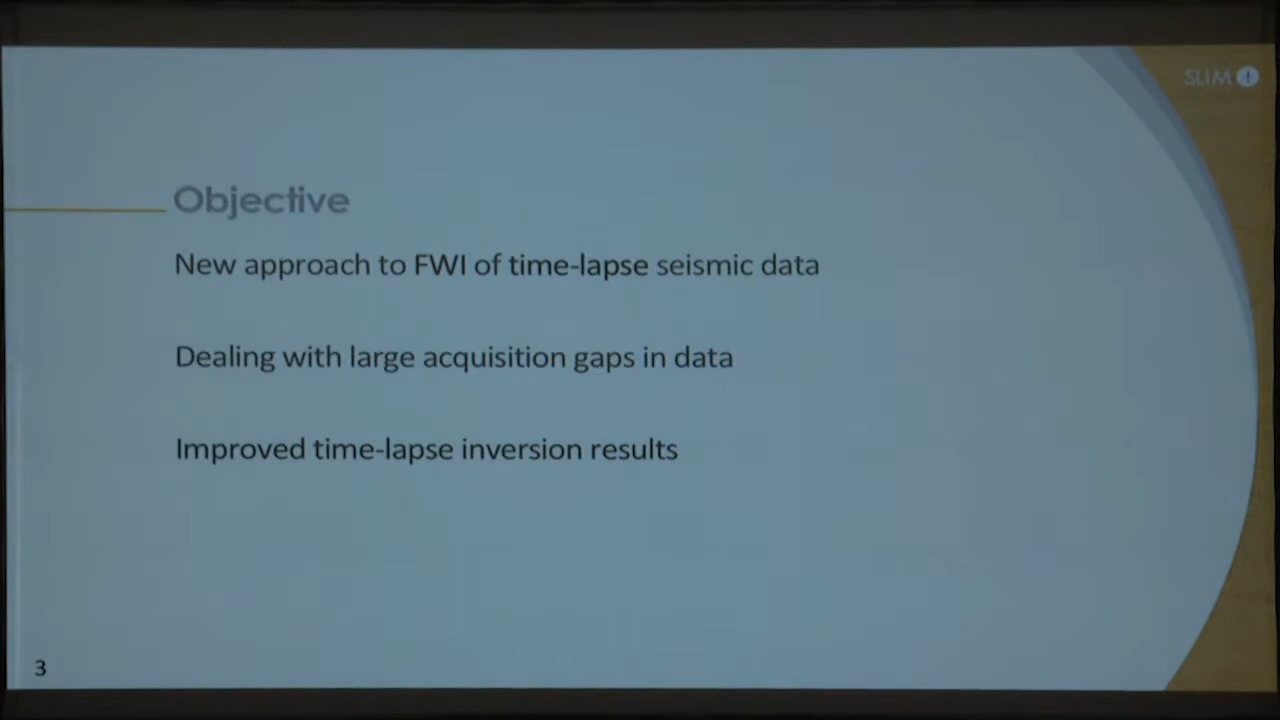 SLIM
Objective
New approach to FWI of time-lapse seismic data
Dealing with large acquisition gaps in data
Improved time-lapse inversion results
3